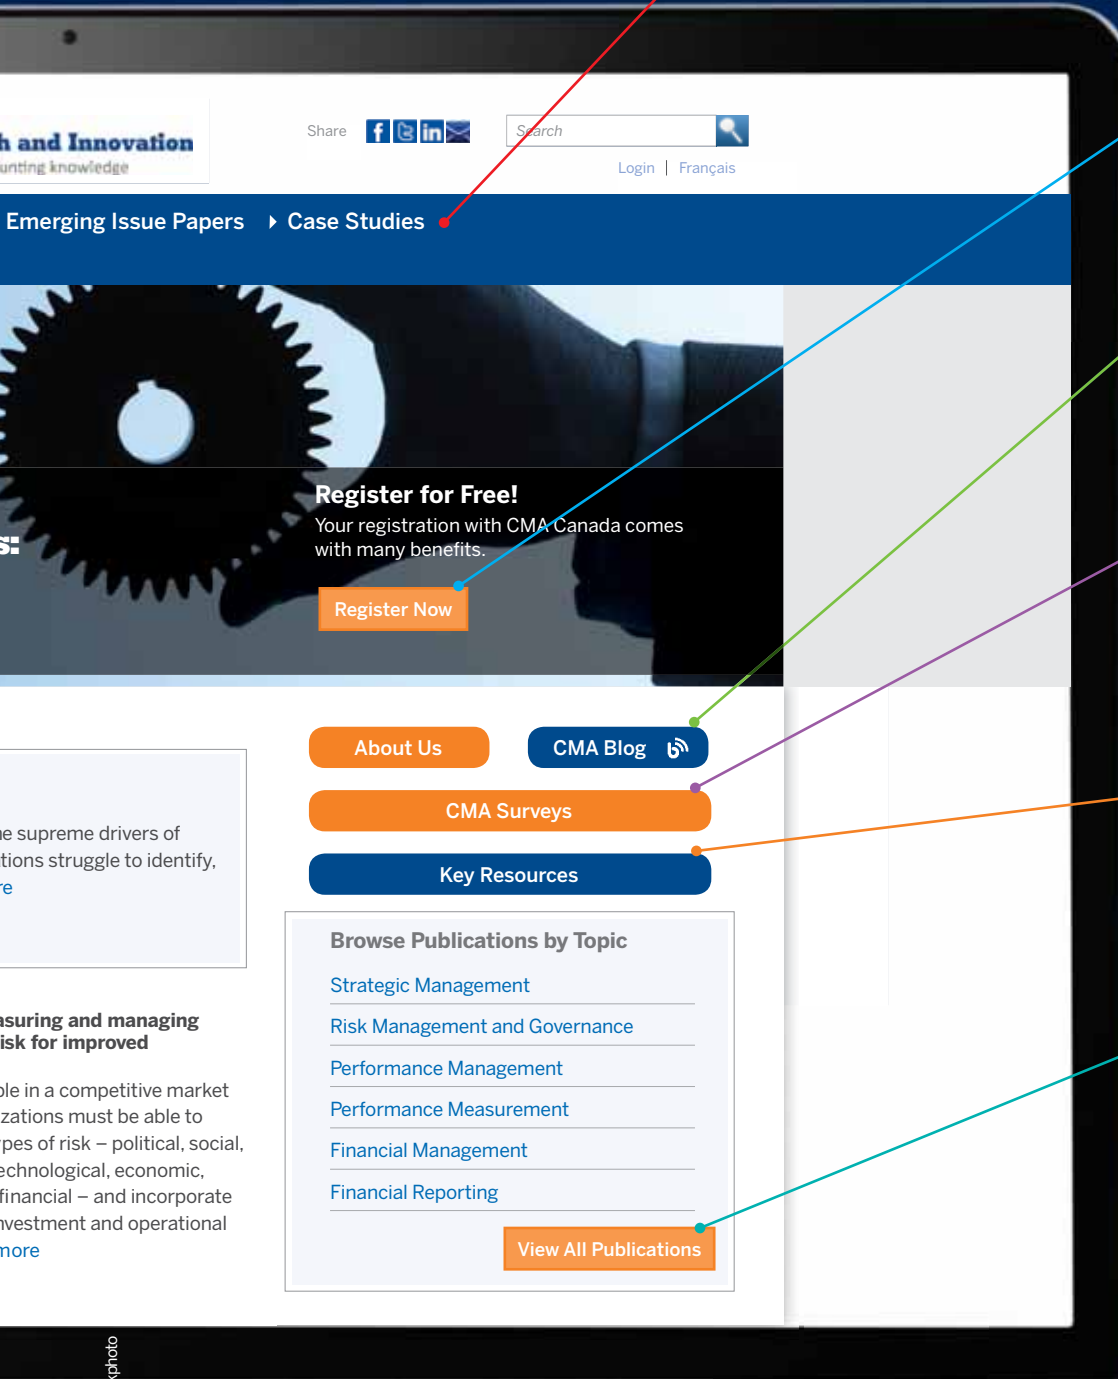 h and Innovation
unting knowledge
Share
Search
Login | Français
Emerging Issue Papers
Case Studies
Register for Free!
Your registration with CMA Canada comes
with many benefits.
s:
Register Now
About Us
CMA Blog
CMA Surveys
Key Resources
ne supreme drivers of
tions struggle to identify,
re
asuring and managing
isk for improved
ple in a competitive market
izations must be able to
ypes of risk – political, social,
echnological, economic,
financial – and incorporate
nvestment and operational
more
Browse Publications by Topic
Strategic Management
Risk Management and Governance
Performance Management
Performance Measurement
Financial Management
Financial Reporting
View All Publications
kphoto